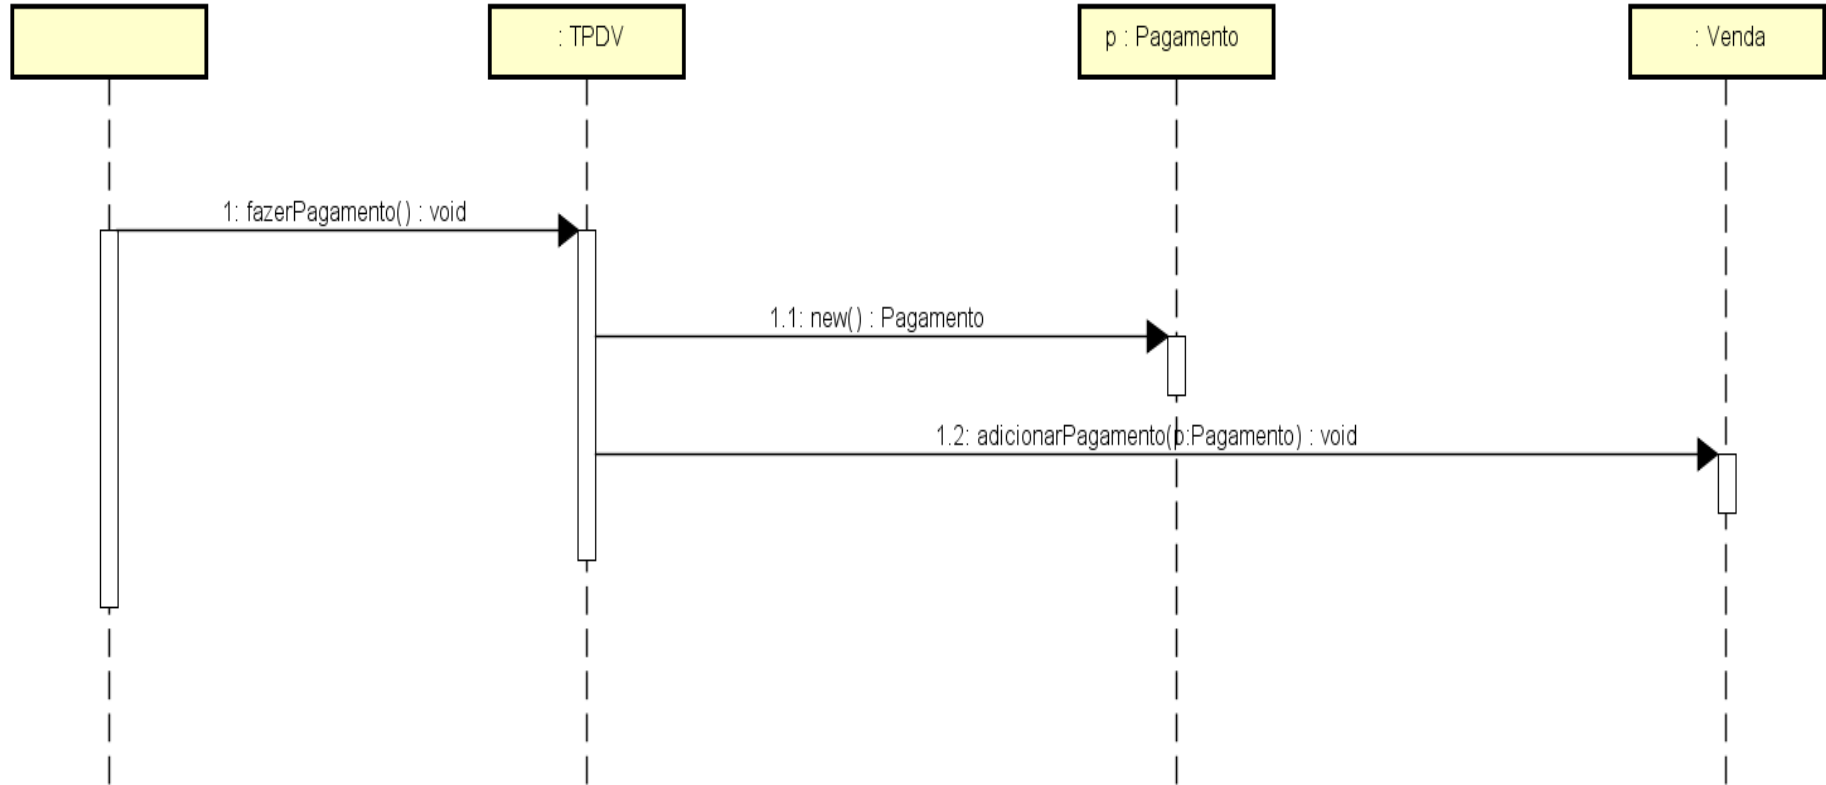 : TPDV
p : Pagamento
: Venda
1: fazerPagamento() : void
1.1: new() : Pagamento
1.2: adicionarPagamento(p:Pagamento) : void